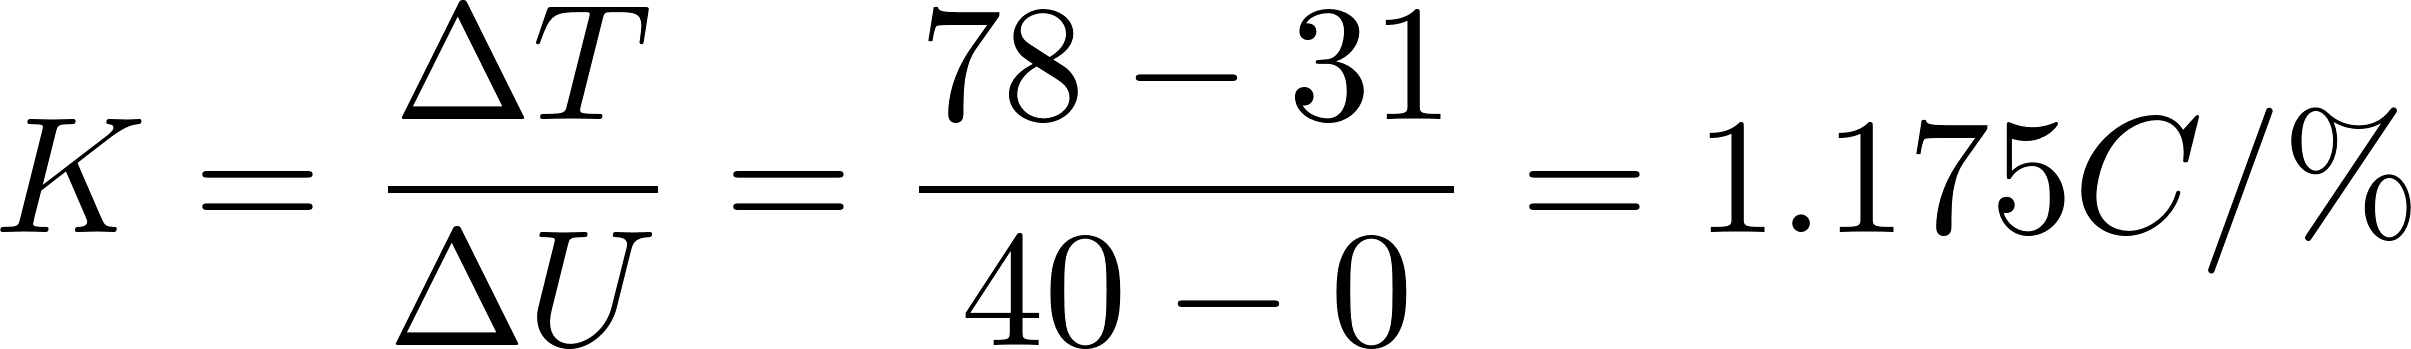 K = ΔT/ΔU = (78 − 31)/(40 − 0) = 1.175C/%